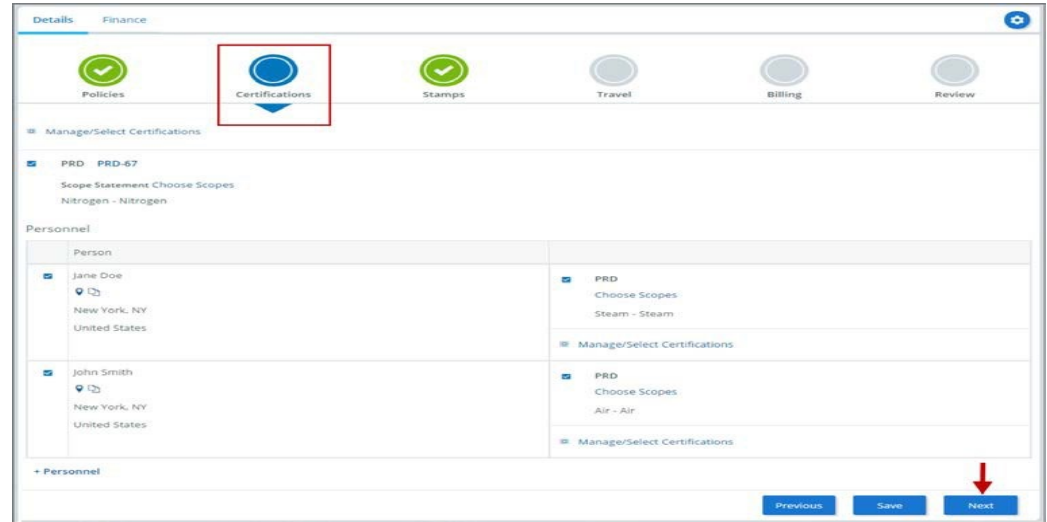 Details Finance
Policies Certifications Stamps Travel Billing Review
Manage/Select Certifications
PRD PRD-67
Scope Statement Choose Scopes
Nitrogen - Nitrogen
Personnel
Person
Jane Doe
New York, NY
United States
PRD
Choose Scopes
Steam - Steam
Manage/Select Certifications
John Smith
New York, NY
United States
PRD
Choose Scopes
Air - Air
Manage/Select Certifications
+ Personnel
Previous Save Next